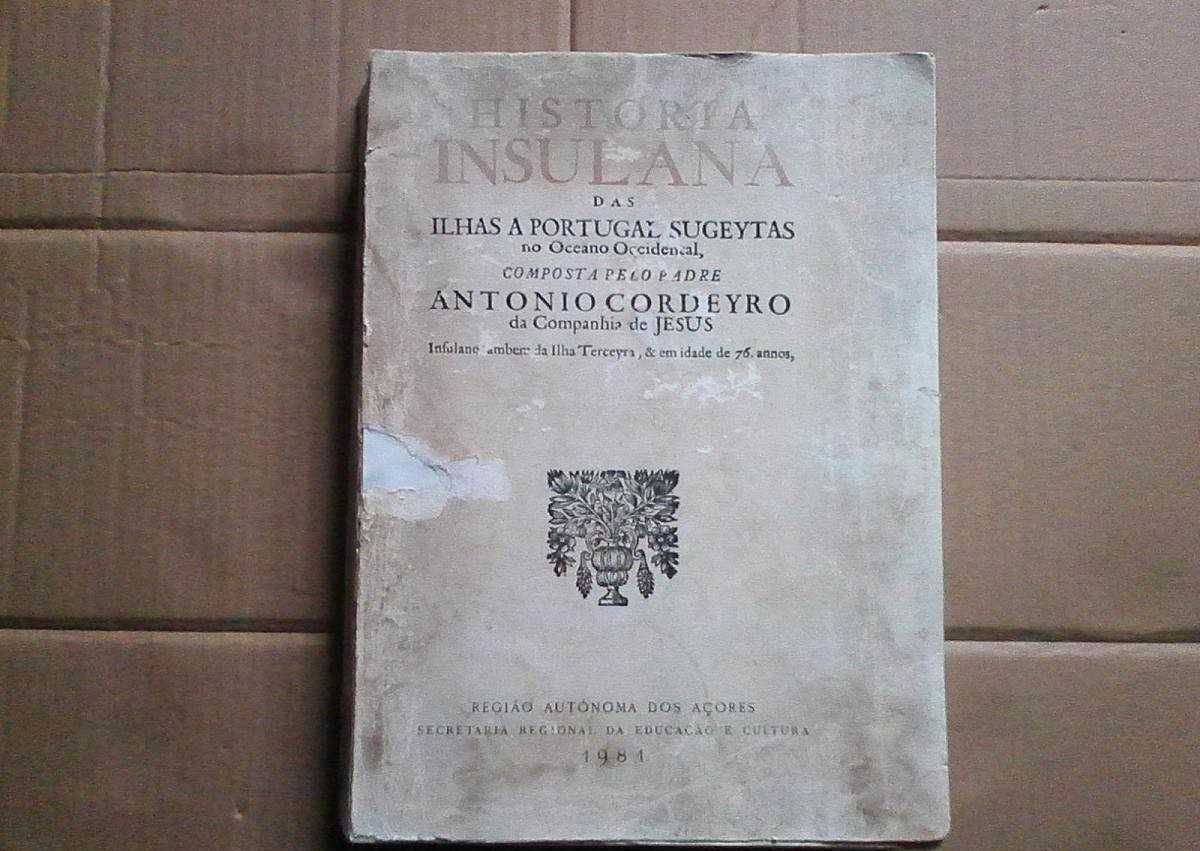 HISTORIA
INSULANA
DAS
ILHAS A PORTUGAL SUGEYTAS
no Oceano Occidental,
COMPOSTA PELO PADRE
ANTONIO CORDEYRO
da Companhia de JESUS
Insulano tambem da Ilha Terceyra, & em idade de 76. annos,
REGIÃO AUTÓNOMA DOS AÇORES
SECRETARIA REGIONAL DA EDUCAÇÃO E CULTURA
1981